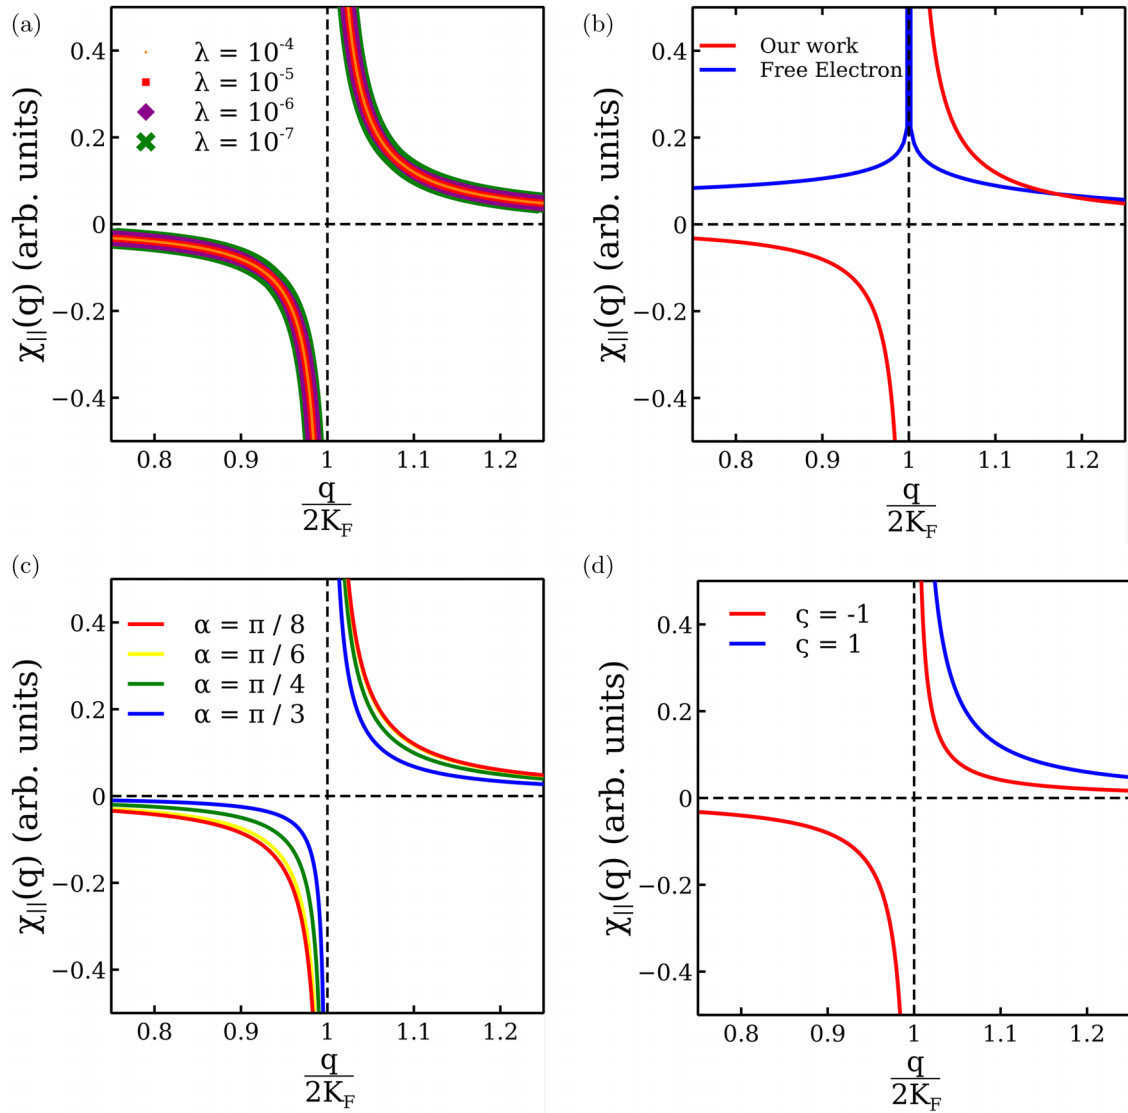 (a)
λ = 10⁻⁴
λ = 10⁻⁵
λ = 10⁻⁶
λ = 10⁻⁷
0.4
0.2
0
−0.2
−0.4
χ||(q) (arb. units)
0.8 0.9 1 1.1 1.2
q
2K_F
(b)
Our work
Free Electron
0.4
0.2
0
−0.2
−0.4
χ||(q) (arb. units)
0.8 0.9 1 1.1 1.2
q
2K_F
(c)
α = π / 8
α = π / 6
α = π / 4
α = π / 3
0.4
0.2
0
−0.2
−0.4
χ||(q) (arb. units)
0.8 0.9 1 1.1 1.2
q
2K_F
(d)
ς = -1
ς = 1
0.4
0.2
0
−0.2
−0.4
χ||(q) (arb. units)
0.8 0.9 1 1.1 1.2
q
2K_F